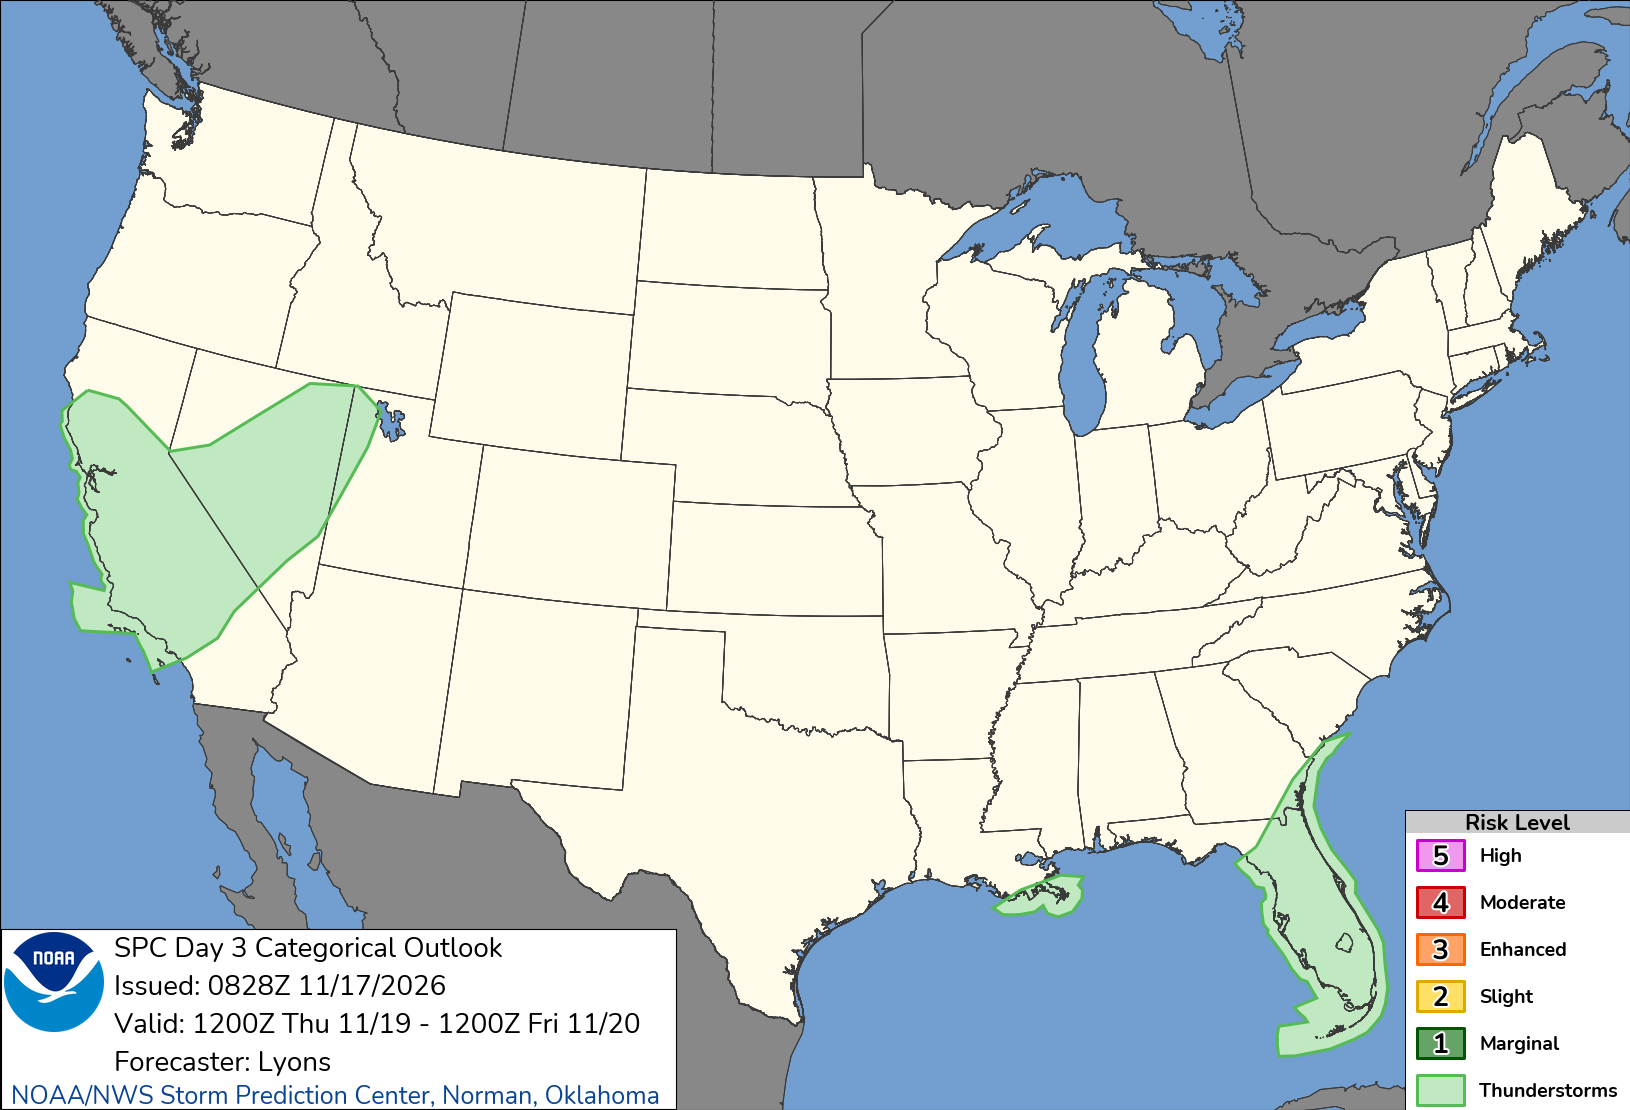 Risk Level
5 High
4 Moderate
3 Enhanced
2 Slight
1 Marginal
Thunderstorms
NOAA
SPC Day 3 Categorical Outlook
Issued: 0828Z 11/17/2026
Valid: 1200Z Thu 11/19 - 1200Z Fri 11/20
Forecaster: Lyons
NOAA/NWS Storm Prediction Center, Norman, Oklahoma